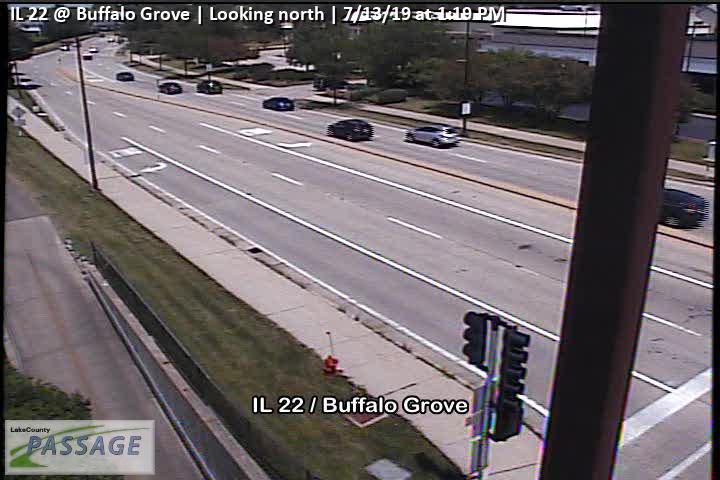 IL 22 @ Buffalo Grove | Looking north | 7/13/19 at 1:19 PM
IL 22 / Buffalo Grove
LakeCounty
PASSAGE